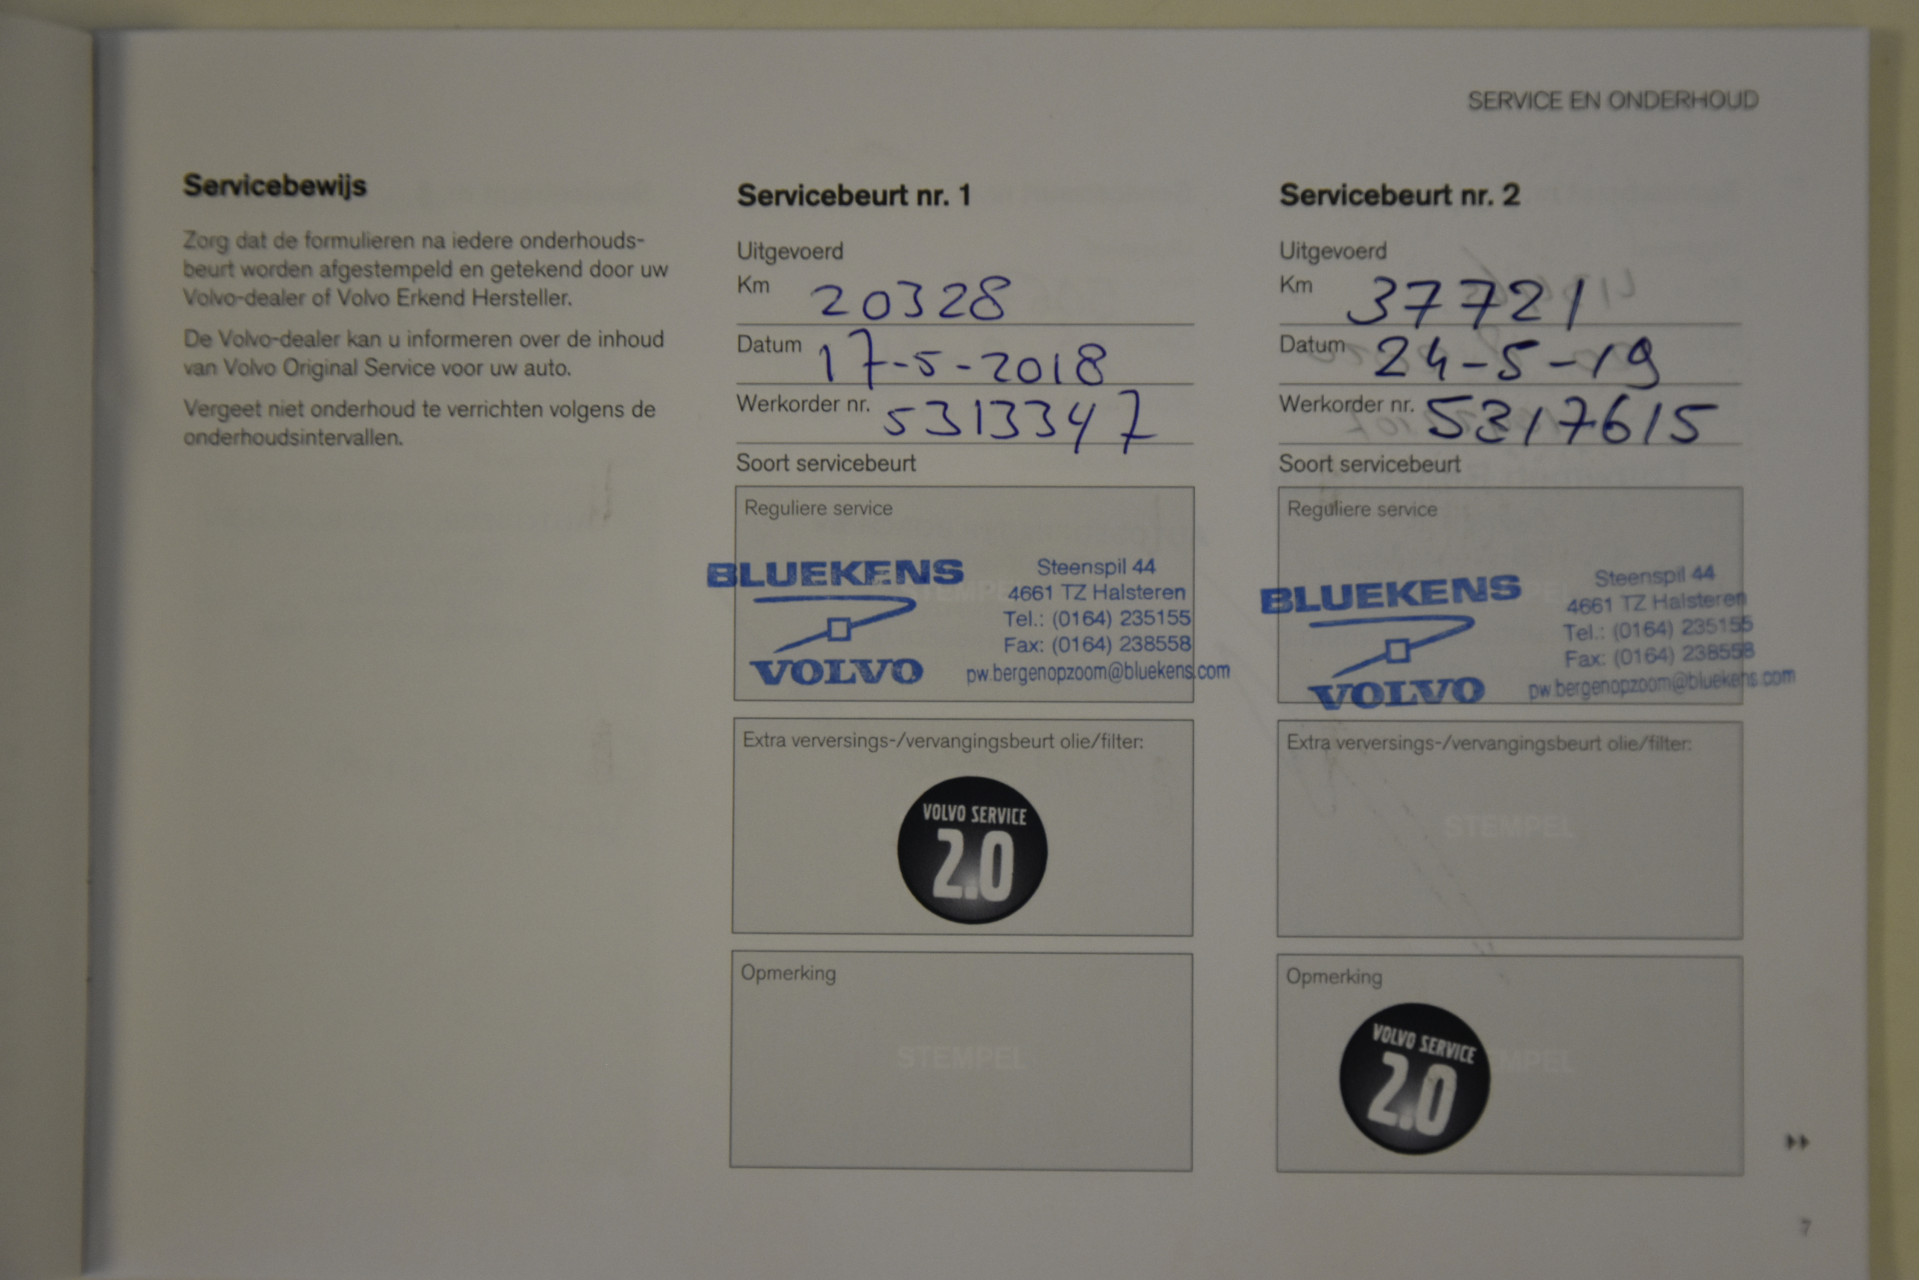 SERVICE EN ONDERHOUD
Servicebewijs
Zorg dat de formulieren na iedere onderhouds-
beurt worden afgestempeld en getekend door uw
Volvo-dealer of Volvo Erkend Hersteller.
De Volvo-dealer kan u informeren over de inhoud
van Volvo Original Service voor uw auto.
Vergeet niet onderhoud te verrichten volgens de
onderhoudsintervallen.
Servicebeurt nr. 1
Uitgevoerd
Km 20328
Datum 17-5-2018
Werkorder nr. 5313347
Soort servicebeurt
Reguliere service
BLUEKENS
VOLVO
Steenspil 44
4661 TZ Halsteren
Tel.: (0164) 235155
Fax: (0164) 238558
pw.bergenopzoom@bluekens.com
Extra verversings-/vervangingsbeurt olie/filter:
VOLVO SERVICE
2.0
Opmerking
STEMPEL
Servicebeurt nr. 2
Uitgevoerd
Km 37721
Datum 24-5-19
Werkorder nr. 5317615
Soort servicebeurt
Reguliere service
BLUEKENS
VOLVO
Steenspil 44
4661 TZ Halsteren
Tel.: (0164) 235155
Fax: (0164) 238558
pw.bergenopzoom@bluekens.com
Extra verversings-/vervangingsbeurt olie/filter:
STEMPEL
Opmerking
VOLVO SERVICE
2.0
7